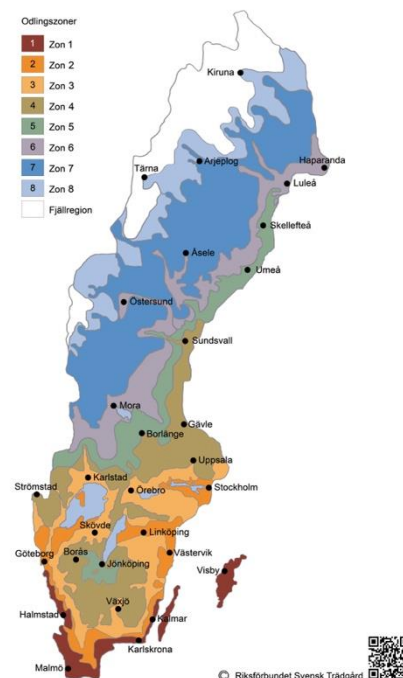 Odlingszoner
1 Zon 1
2 Zon 2
3 Zon 3
4 Zon 4
5 Zon 5
6 Zon 6
7 Zon 7
8 Zon 8
Fjällregion
Kiruna
Arjeplog
Haparanda
Tärna
Luleå
Skellefteå
Åsele
Umeå
Östersund
Sundsvall
Mora
Gävle
Borlänge
Uppsala
Karlstad
Strömstad
Örebro
Stockholm
Skövde
Linköping
Göteborg
Borås
Västervik
Jönköping
Visby
Växjö
Halmstad
Kalmar
Karlskrona
Malmö
© Riksförbundet Svensk Trädgård